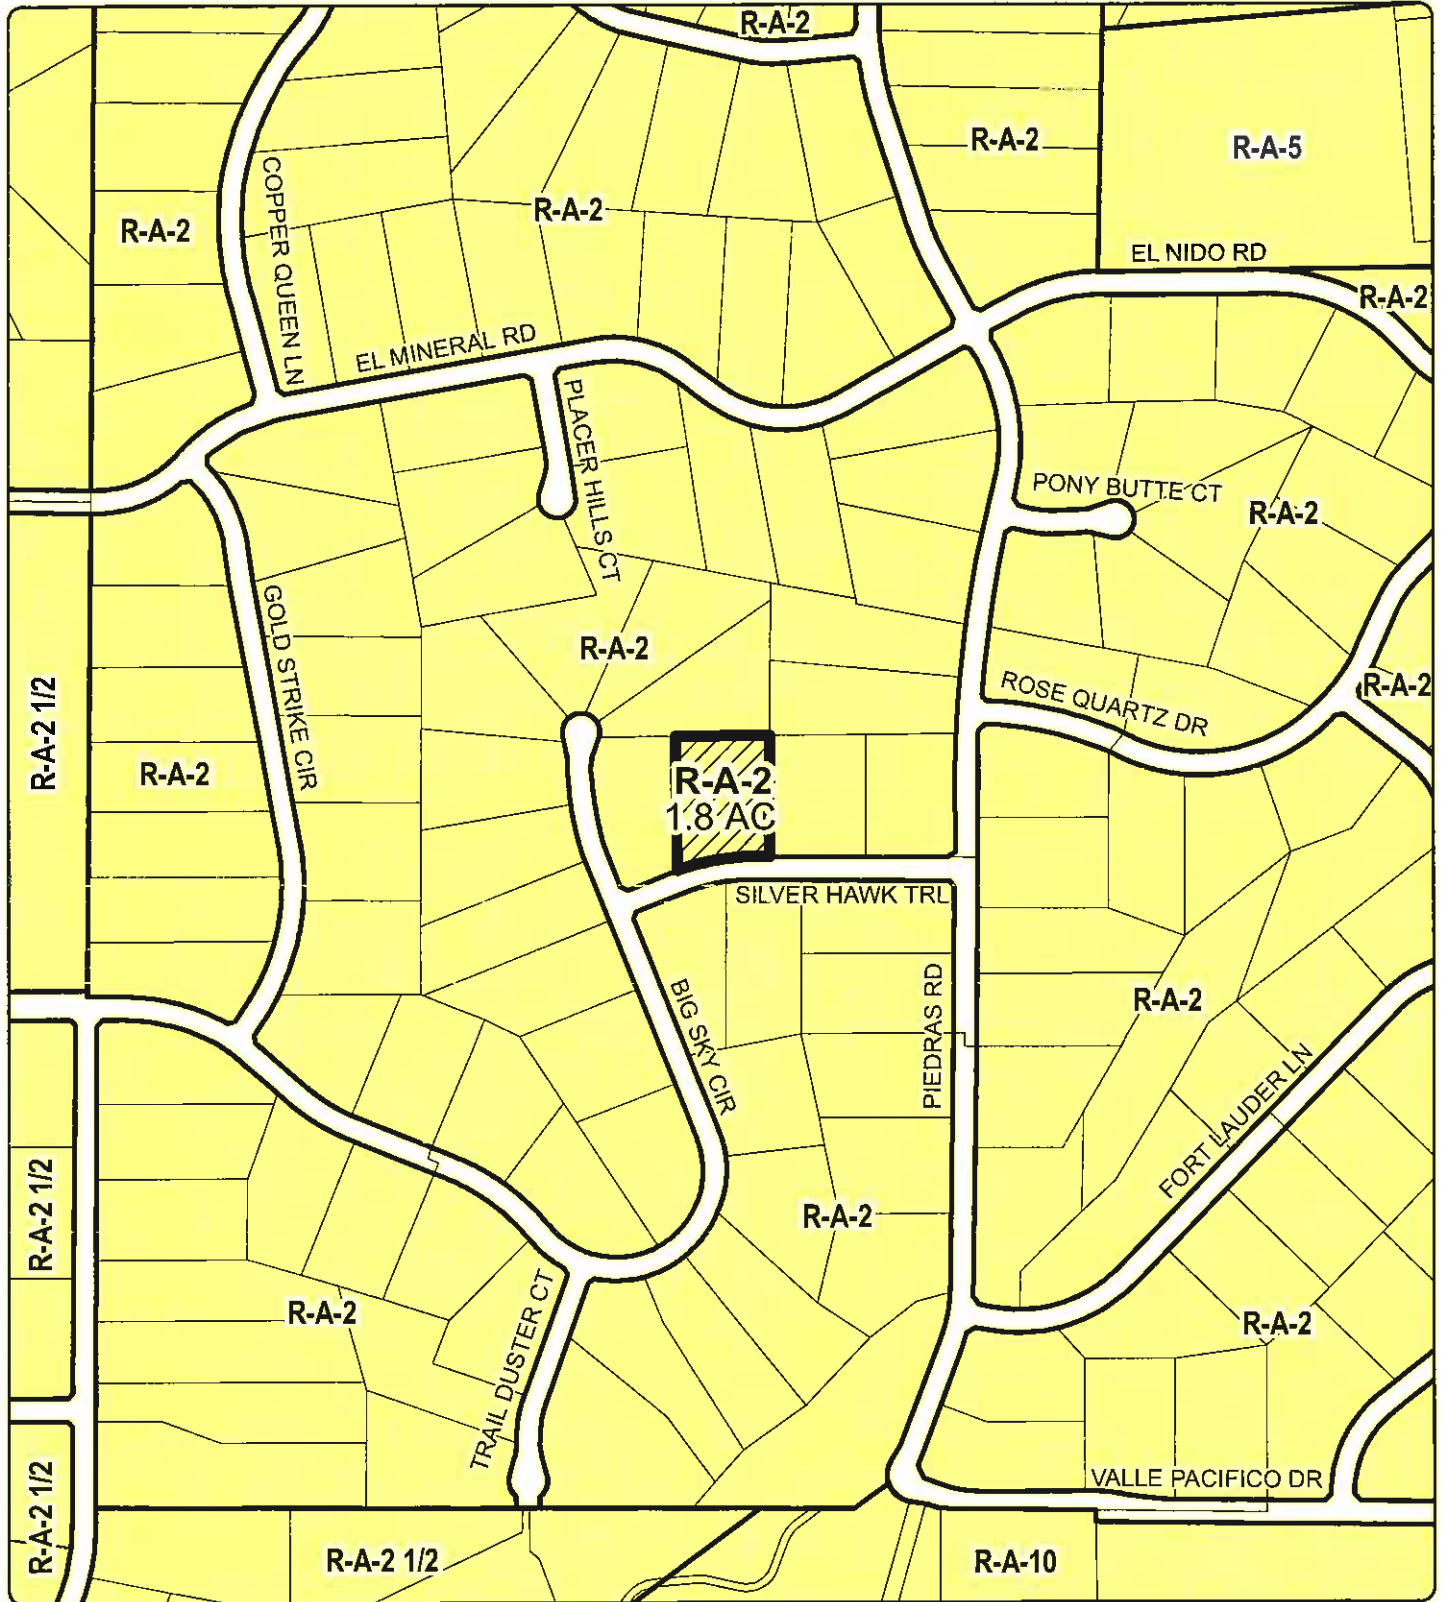 R-A-2
R-A-2
R-A-5
COPPER QUEEN LN
R-A-2
R-A-2
EL NIDO RD
R-A-2
EL MINERAL RD
PLACER HILLS CT
PONY BUTTE CT
R-A-2
GOLD STRIKE CIR
R-A-2
R-A-2 1/2
ROSE QUARTZ DR
R-A-2
R-A-2
R-A-2
1.8 AC
SILVER HAWK TRL
BIG SKY CIR
PIEDRAS RD
R-A-2
FORT LAUDER LN
R-A-2 1/2
R-A-2
R-A-2
R-A-2
TRAIL DUSTER CT
VALLE PACIFICO DR
R-A-2 1/2
R-A-2 1/2
R-A-10